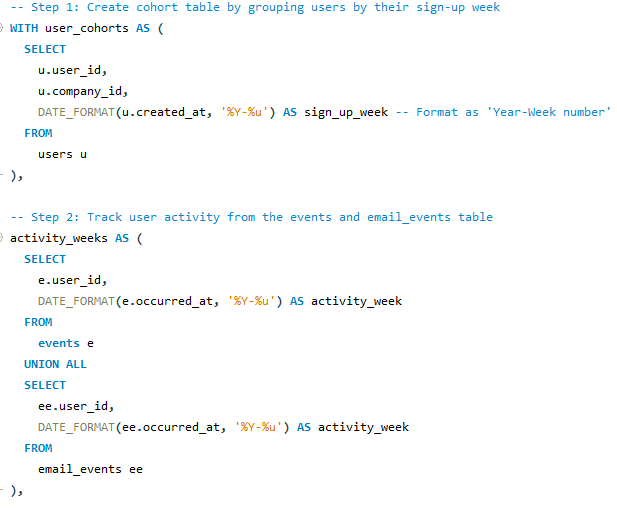 -- Step 1: Create cohort table by grouping users by their sign-up week
WITH user_cohorts AS (
SELECT
u.user_id,
u.company_id,
DATE_FORMAT(u.created_at, '%Y-%u') AS sign_up_week -- Format as 'Year-Week number'
FROM
users u
),
-- Step 2: Track user activity from the events and email_events table
activity_weeks AS (
SELECT
e.user_id,
DATE_FORMAT(e.occurred_at, '%Y-%u') AS activity_week
FROM
events e
UNION ALL
SELECT
ee.user_id,
DATE_FORMAT(ee.occurred_at, '%Y-%u') AS activity_week
FROM
email_events ee
),